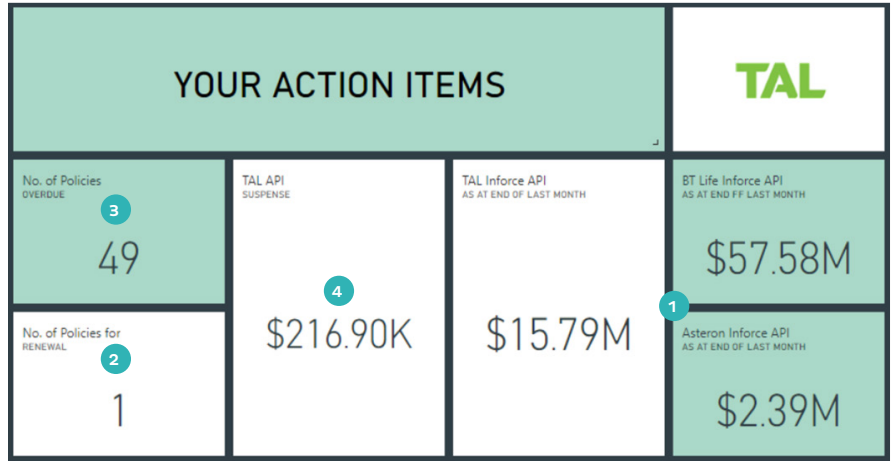 YOUR ACTION ITEMS
TAL
No. of Policies
OVERDUE
3
49
TAL API
SUSPENSE
4
$216.90K
TAL Inforce API
AS AT END OF LAST MONTH
$15.79M
BT Life Inforce API
AS AT END FF LAST MONTH
$57.58M
1
No. of Policies for
RENEWAL
2
1
Asteron Inforce API
AS AT END OF LAST MONTH
$2.39M